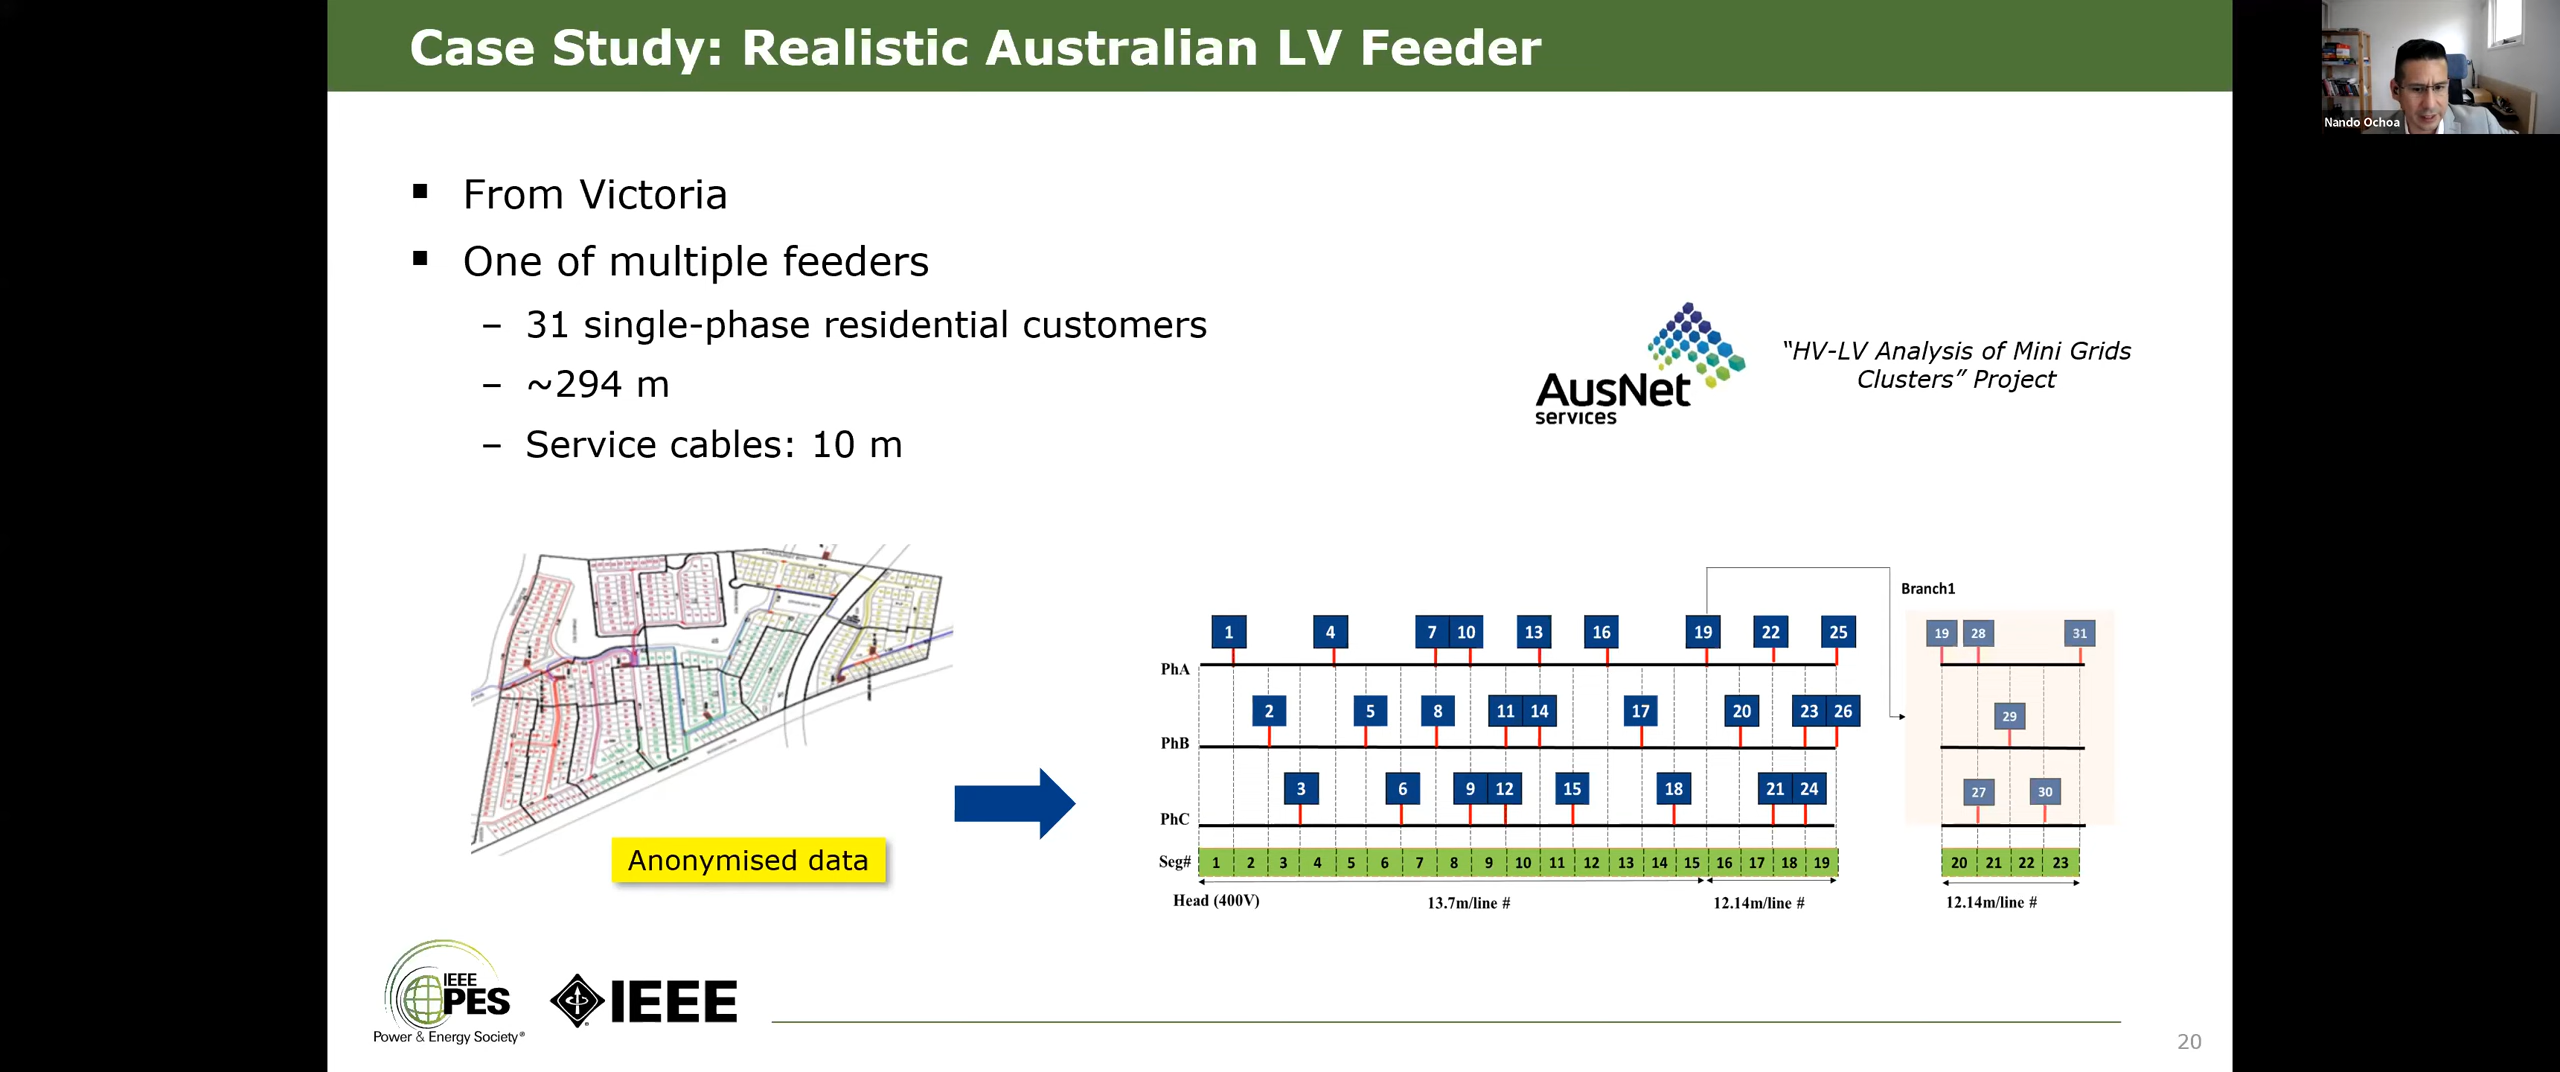 Case Study: Realistic Australian LV Feeder
Nando Ochoa
▪ From Victoria
▪ One of multiple feeders
– 31 single-phase residential customers
– ~294 m
– Service cables: 10 m
AusNet
services
“HV-LV Analysis of Mini Grids
Clusters” Project
Anonymised data
Branch1
1 4 7 10 13 16 19 22 25 19 28 31
PhA
2 5 8 11 14 17 20 23 26 29
PhB
3 6 9 12 15 18 21 24 27 30
PhC
Seg# 1 2 3 4 5 6 7 8 9 10 11 12 13 14 15 16 17 18 19 20 21 22 23
Head (400V) 13.7m/line # 12.14m/line # 12.14m/line #
IEEE
PES
Power & Energy Society®
IEEE
20